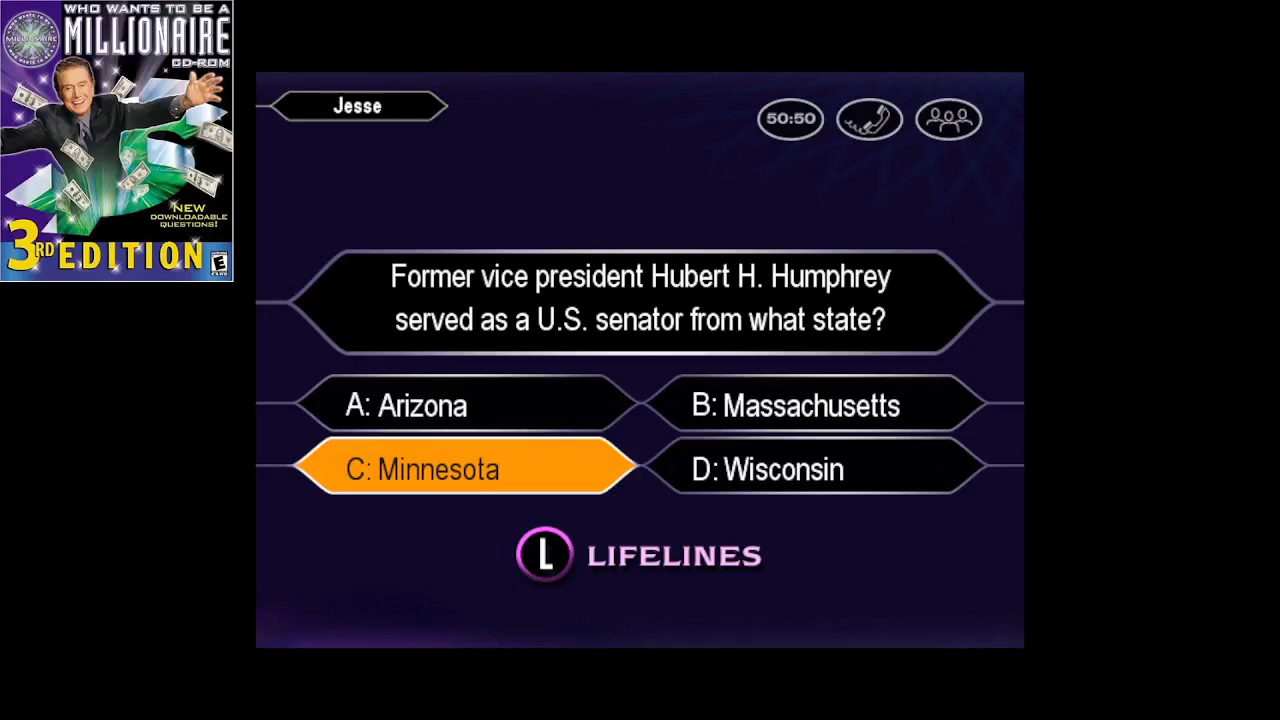 WHO WANTS TO BE A
MILLIONAIRE
CD-ROM
MILLIONAIRE
NEW
DOWNLOADABLE
QUESTIONS!
3RD EDITION
E
Jesse
50:50
Former vice president Hubert H. Humphrey
served as a U.S. senator from what state?
A: Arizona
B: Massachusetts
C: Minnesota
D: Wisconsin
L LIFELINES